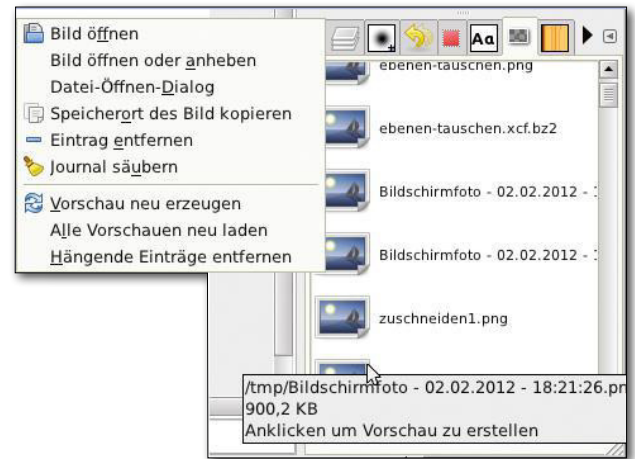 Bild öffnen
Bild öffnen oder anheben
Datei-Öffnen-Dialog
Speicherort des Bild kopieren
Eintrag entfernen
Journal säubern
Vorschau neu erzeugen
Alle Vorschauen neu laden
Hängende Einträge entfernen
Aa
ebenen-tauschen.png
ebenen-tauschen.xcf.bz2
Bildschirmfoto - 02.02.2012 -
Bildschirmfoto - 02.02.2012 -
zuschneiden1.png
/tmp/Bildschirmfoto - 02.02.2012 - 18:21:26.pn
900,2 KB
Anklicken um Vorschau zu erstellen